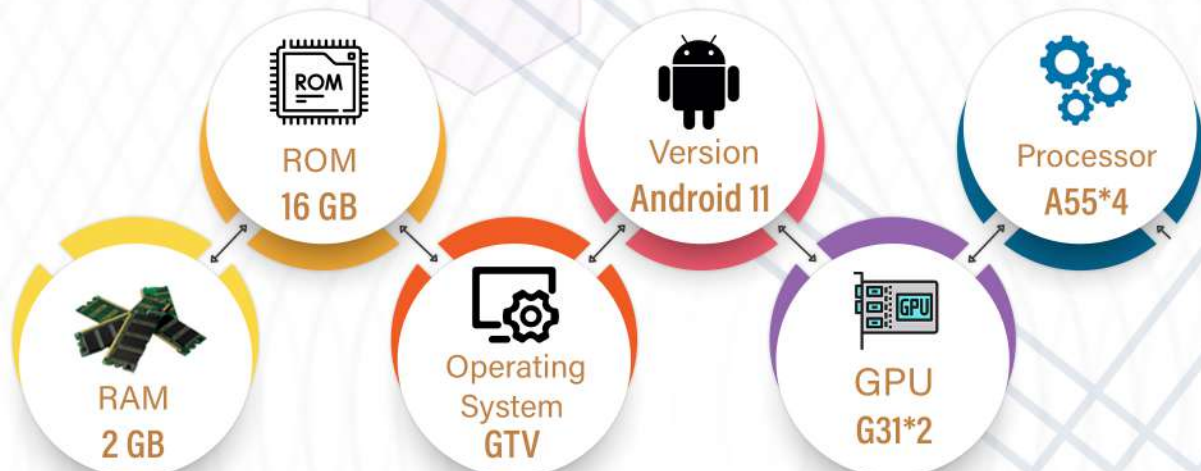 ROM
ROM
16 GB
Version
Android 11
Processor
A55*4
RAM
2 GB
Operating
System
GTV
GPU
GPU
G31*2